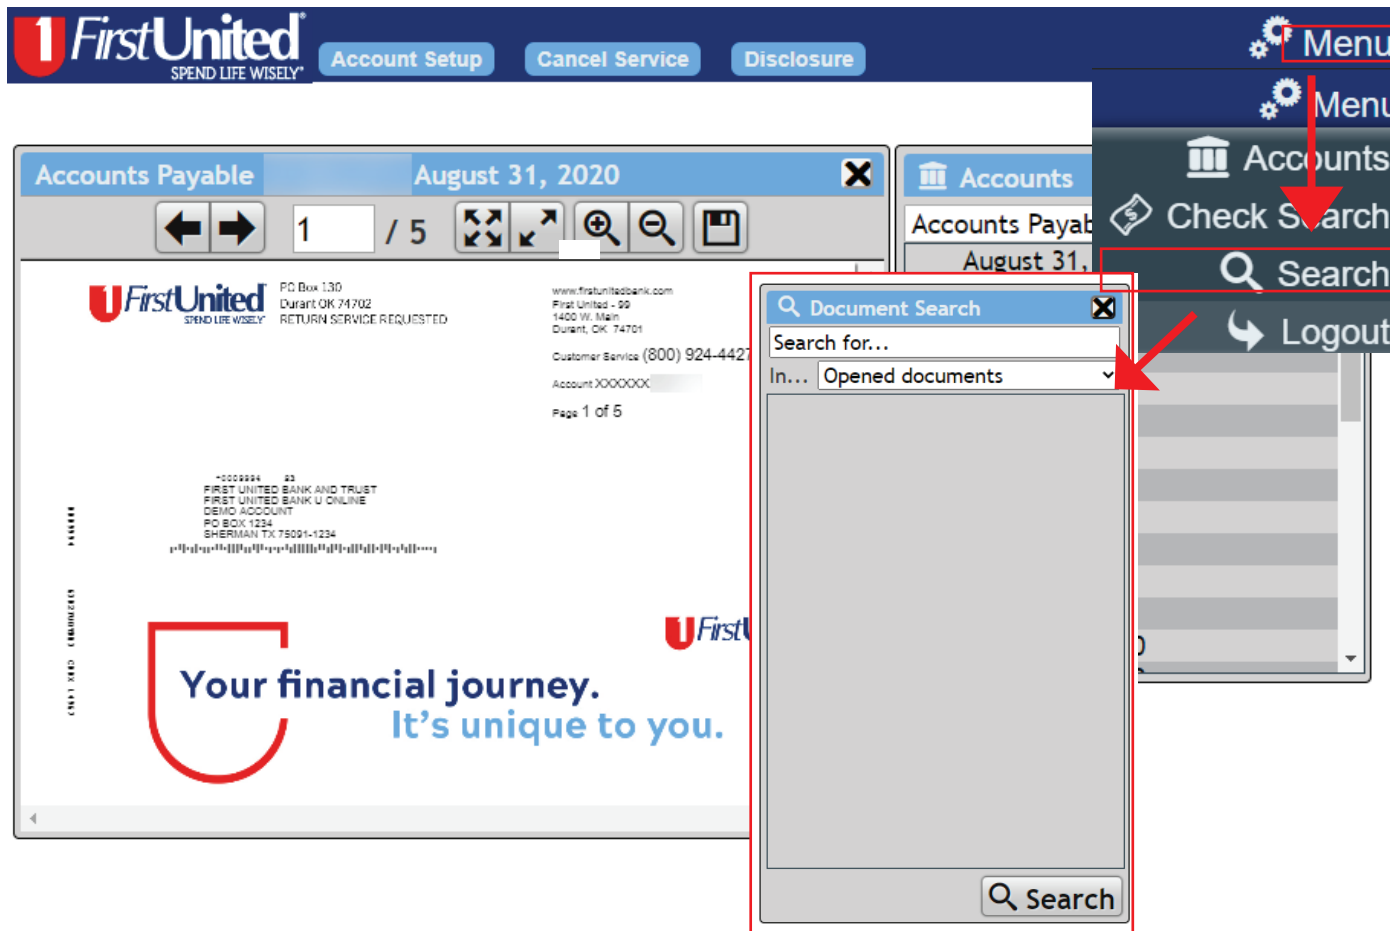 1 FirstUnited
SPEND LIFE WISELY
Account Setup
Cancel Service
Disclosure
Menu
Menu
Accounts
Check Search
Search
Logout
Accounts Payable August 31, 2020
1 / 5
Accounts
Accounts Payab
August 31,
1 FirstUnited
SPEND LIFE WISELY
PO Box 130
Durant OK 74702
RETURN SERVICE REQUESTED
www.firstunitedbank.com
First United - 99
1400 W. Main
Durant, OK 74701
Customer Service (800) 924-4427
Account XXXXXX
Page 1 of 5
FIRST UNITED BANK AND TRUST
FIRST UNITED BANK U ONLINE
DEMO ACCOUNT
PO BOX 1234
SHERMAN TX 75091-1234
1 First
Your financial journey.
It's unique to you.
Document Search
Search for...
In... Opened documents
Search